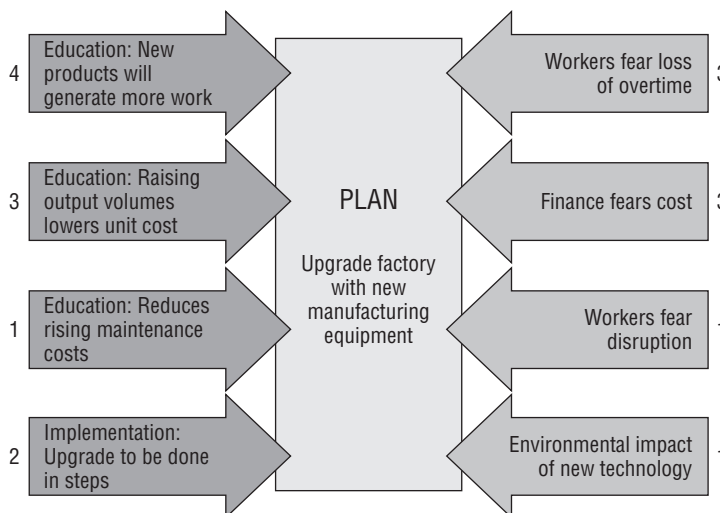 4
Education: New
products will
generate more work
Workers fear loss
of overtime
3
Education: Raising
output volumes
lowers unit cost
PLAN
Finance fears cost
Upgrade factory
with new
manufacturing
equipment
1
Education: Reduces
rising maintenance
costs
Workers fear
disruption
2
Implementation:
Upgrade to be done
in steps
Environmental impact
of new technology